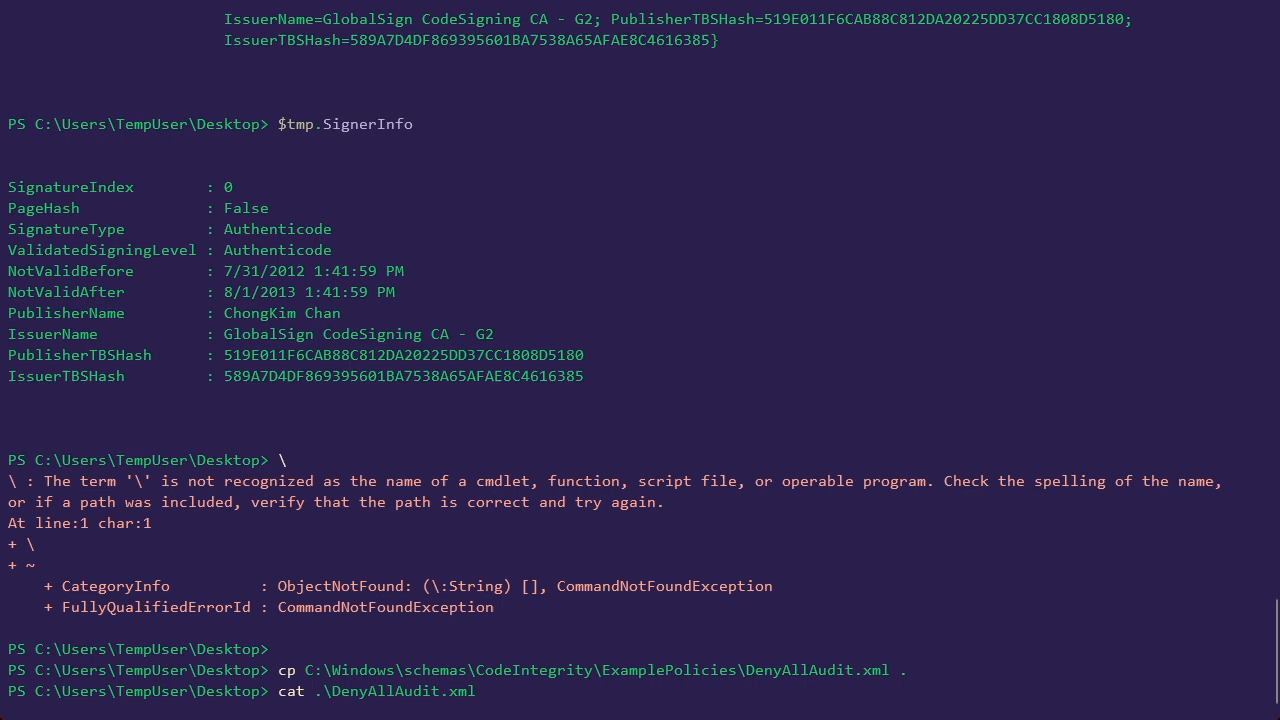 IssuerName=GlobalSign CodeSigning CA - G2; PublisherTBSHash=519E011F6CAB88C812DA20225DD37CC1808D5180;
IssuerTBSHash=589A7D4DF869395601BA7538A65AFAE8C4616385}
PS C:\Users\TempUser\Desktop> $tmp.SignerInfo
SignatureIndex        : 0
PageHash              : False
SignatureType         : Authenticode
ValidatedSigningLevel : Authenticode
NotValidBefore        : 7/31/2012 1:41:59 PM
NotValidAfter         : 8/1/2013 1:41:59 PM
PublisherName         : ChongKim Chan
IssuerName            : GlobalSign CodeSigning CA - G2
PublisherTBSHash      : 519E011F6CAB88C812DA20225DD37CC1808D5180
IssuerTBSHash         : 589A7D4DF869395601BA7538A65AFAE8C4616385
PS C:\Users\TempUser\Desktop> \
\ : The term '\' is not recognized as the name of a cmdlet, function, script file, or operable program. Check the spelling of the name,
or if a path was included, verify that the path is correct and try again.
At line:1 char:1
+ \
+ ~
    + CategoryInfo          : ObjectNotFound: (\:String) [], CommandNotFoundException
    + FullyQualifiedErrorId : CommandNotFoundException
PS C:\Users\TempUser\Desktop>
PS C:\Users\TempUser\Desktop> cp C:\Windows\schemas\CodeIntegrity\ExamplePolicies\DenyAllAudit.xml .
PS C:\Users\TempUser\Desktop> cat .\DenyAllAudit.xml